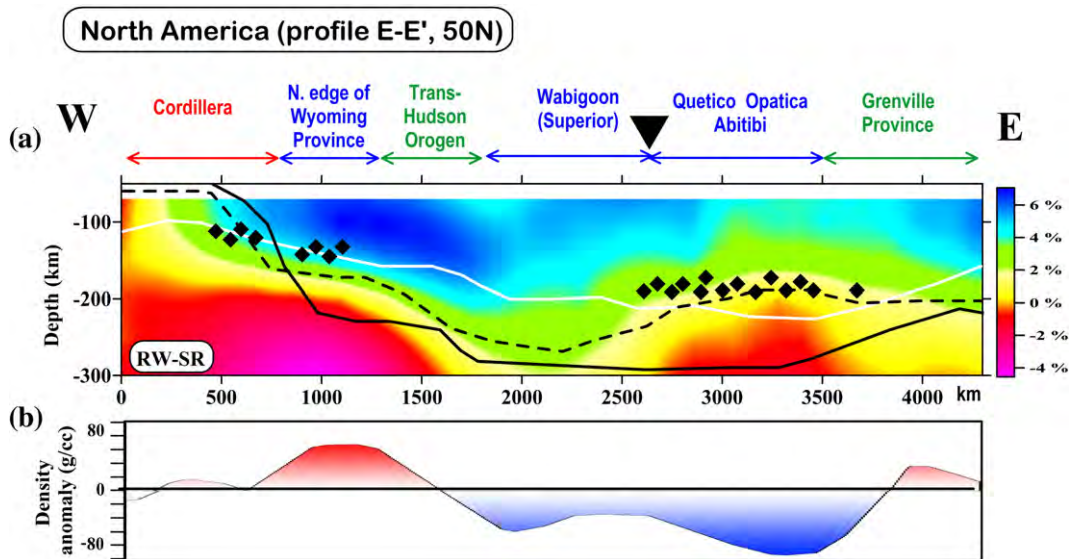 North America (profile E-E', 50N)
(a)
W
Cordillera
N. edge of
Wyoming
Province
Trans-
Hudson
Orogen
Wabigoon
(Superior)
Quetico Opatica
Abitibi
Grenville
Province
E
Depth (km)
-100
-200
-300
RW-SR
0 500 1000 1500 2000 2500 3000 3500 4000 km
6 %
4 %
2 %
0 %
-2 %
-4 %
(b)
Density
anomaly (g/cc)
80
0
-80